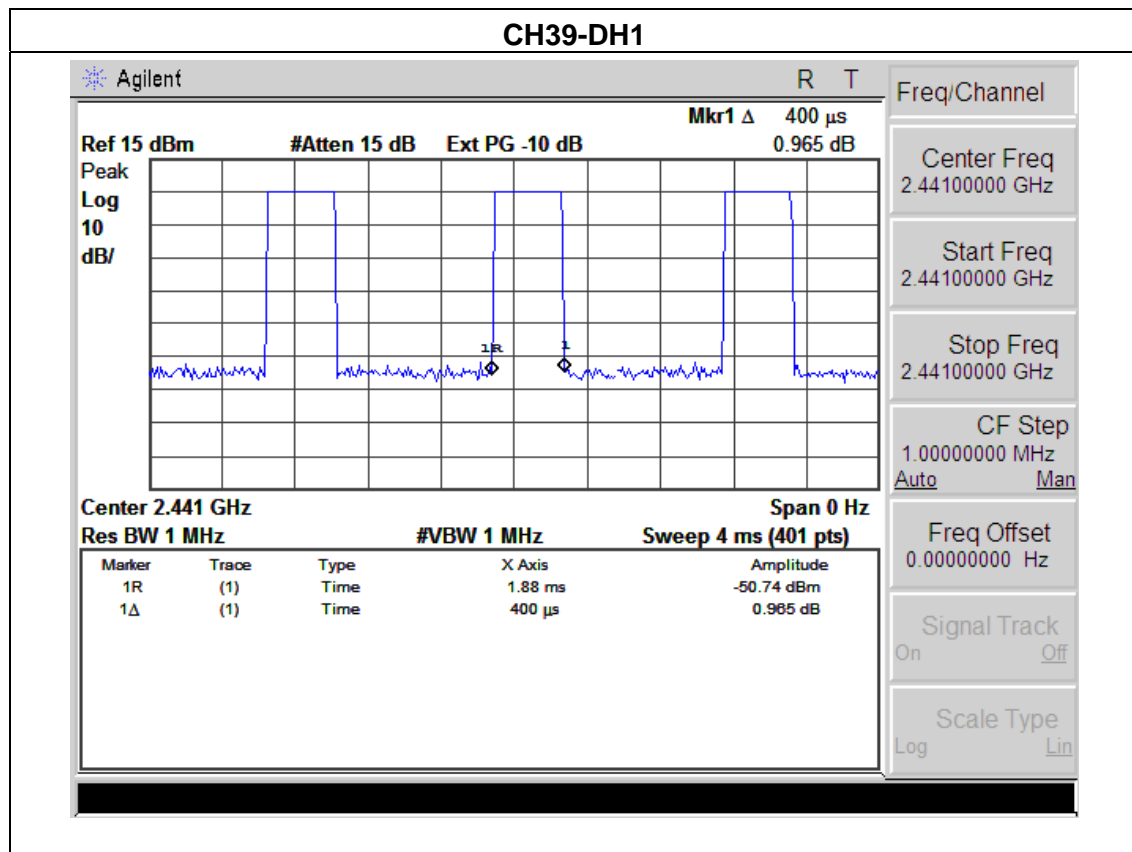 CH39-DH1
Agilent R T
Mkr1 Δ 400 µs
Ref 15 dBm #Atten 15 dB Ext PG -10 dB 0.965 dB
Peak
Log
10
dB/
1R
1
Center 2.441 GHz Span 0 Hz
Res BW 1 MHz #VBW 1 MHz Sweep 4 ms (401 pts)
Marker Trace Type X Axis Amplitude
1R (1) Time 1.88 ms -50.74 dBm
1Δ (1) Time 400 µs 0.965 dB
Freq/Channel
Center Freq
2.44100000 GHz
Start Freq
2.44100000 GHz
Stop Freq
2.44100000 GHz
CF Step
1.00000000 MHz
Auto Man
Freq Offset
0.00000000 Hz
Signal Track
On Off
Scale Type
Log Lin